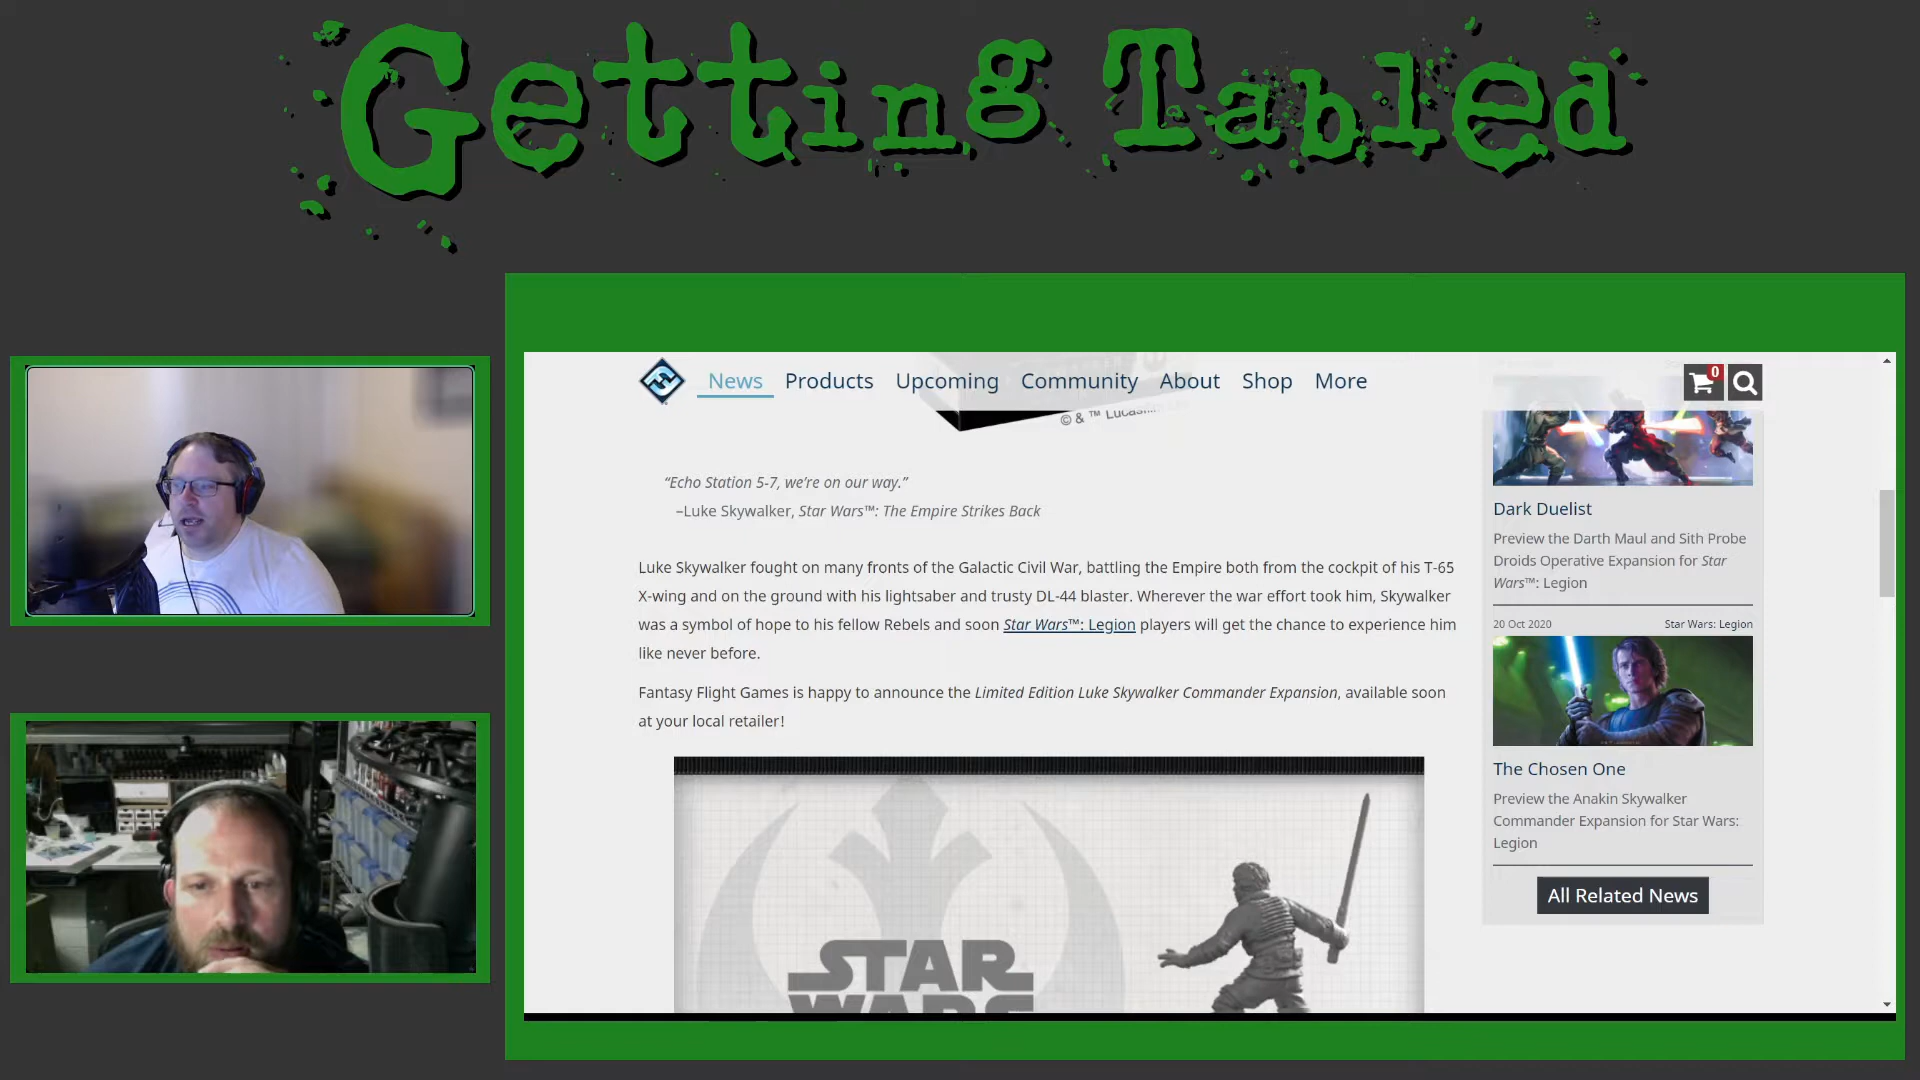 Getting Tabled
News Products Upcoming Community About Shop More
0
© & ™ Lucasfilm
“Echo Station 5-7, we’re on our way.”
–Luke Skywalker, Star Wars™: The Empire Strikes Back
Luke Skywalker fought on many fronts of the Galactic Civil War, battling the Empire both from the cockpit of his T-65
X-wing and on the ground with his lightsaber and trusty DL-44 blaster. Wherever the war effort took him, Skywalker
was a symbol of hope to his fellow Rebels and soon Star Wars™: Legion players will get the chance to experience him
like never before.
Fantasy Flight Games is happy to announce the Limited Edition Luke Skywalker Commander Expansion, available soon
at your local retailer!
STAR
WARS
Dark Duelist
Preview the Darth Maul and Sith Probe
Droids Operative Expansion for Star
Wars™: Legion
20 Oct 2020 Star Wars: Legion
The Chosen One
Preview the Anakin Skywalker
Commander Expansion for Star Wars:
Legion
All Related News